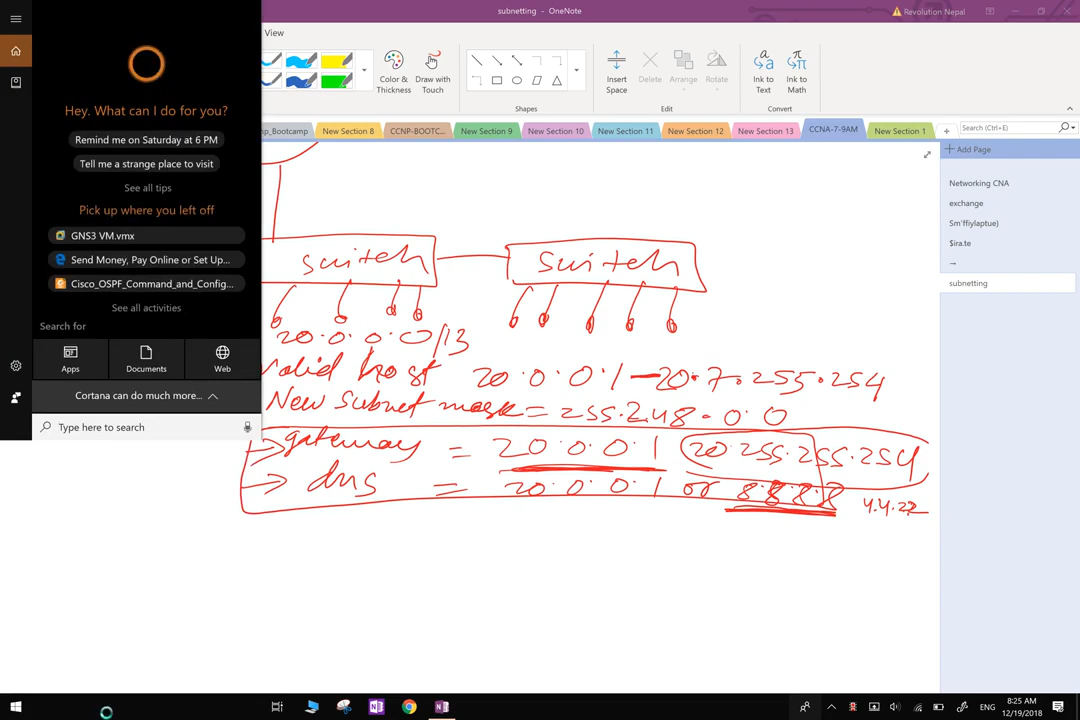 subnetting - OneNote
Revolution Nepal
View
Hey. What can I do for you?
Remind me on Saturday at 6 PM
Tell me a strange place to visit
See all tips
Pick up where you left off
GNS3 VM.vmx
Send Money, Pay Online or Set Up...
Cisco_OSPF_Command_and_Config...
See all activities
Search for
Apps
Documents
Web
Cortana can do much more...
Type here to search
Color & Thickness
Draw with Touch
Shapes
Insert Space
Delete
Arrange
Rotate
Edit
Ink to Text
Ink to Math
Convert
np_Bootcamp
New Section 8
CCNP-BOOTC...
New Section 9
New Section 10
New Section 11
New Section 12
New Section 13
CCNA-7-9AM
New Section 1
Search (Ctrl+E)
Add Page
Networking CNA
exchange
Sm'ffiylaptue)
$ira.te
subnetting
switch
switch
20.0.0.0/13
valid host 20.0.0.1-20.7.255.254
New subnet mask = 255.248.0.0
→ gateway = 20.0.0.1 20.255.255.254
→ dns = 20.0.0.1 or 8.8.8.8
ENG
8:25 AM
12/19/2018